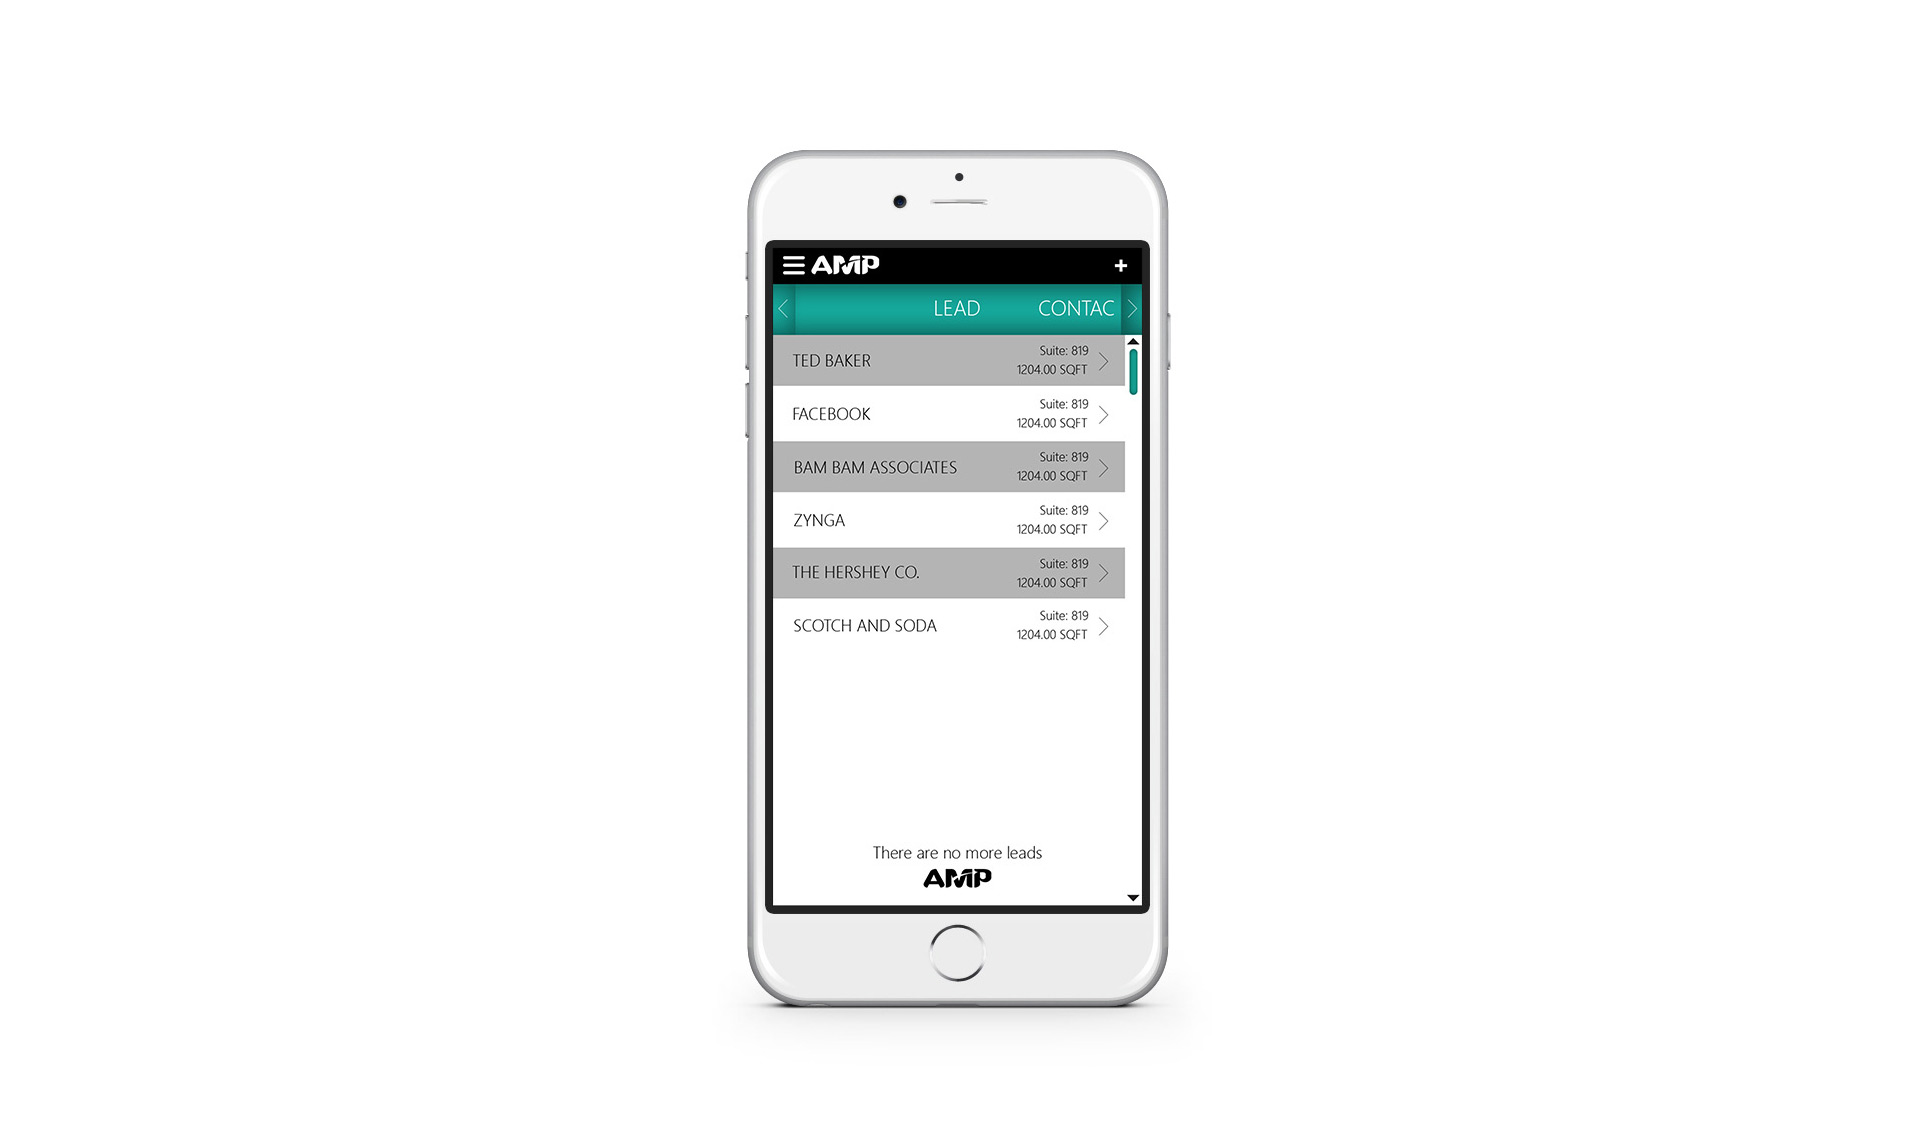 AMP +
LEAD CONTAC
TED BAKER
Suite: 819
1204.00 SQFT
FACEBOOK
Suite: 819
1204.00 SQFT
BAM BAM ASSOCIATES
Suite: 819
1204.00 SQFT
ZYNGA
Suite: 819
1204.00 SQFT
THE HERSHEY CO.
Suite: 819
1204.00 SQFT
SCOTCH AND SODA
Suite: 819
1204.00 SQFT
There are no more leads
AMP